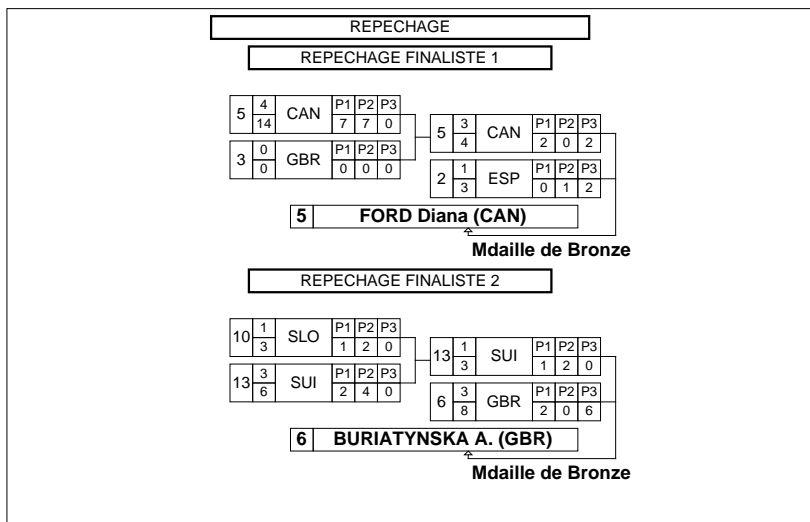 REPECHAGE
REPECHAGE FINALISTE 1
5 4 14 CAN P1 P2 P3 7 7 0
3 0 0 GBR P1 P2 P3 0 0 0
5 3 4 CAN P1 P2 P3 2 0 2
2 1 3 ESP P1 P2 P3 0 1 2
5 FORD Diana (CAN)
Mdaille de Bronze
REPECHAGE FINALISTE 2
10 1 3 SLO P1 P2 P3 1 2 0
13 3 6 SUI P1 P2 P3 2 4 0
13 1 3 SUI P1 P2 P3 1 2 0
6 3 8 GBR P1 P2 P3 2 0 6
6 BURIATYNSKA A. (GBR)
Mdaille de Bronze